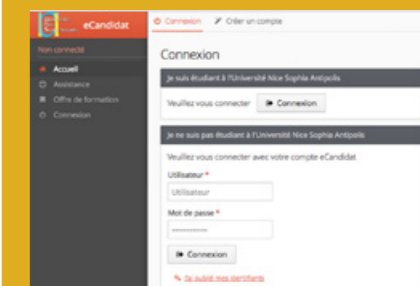 eCandidat
Non connecté
Accueil
Assistance
Offre de formation
Connexion
Connexion
Créer un compte
Connexion
Je suis étudiant à l'Université Nice Sophia Antipolis
Veuillez vous connecter
Connexion
Je ne suis pas étudiant à l'Université Nice Sophia Antipolis
Veuillez vous connecter avec votre compte eCandidat
Utilisateur *
Utilisateur
Mot de passe *
Connexion
J'ai oublié mes identifiants